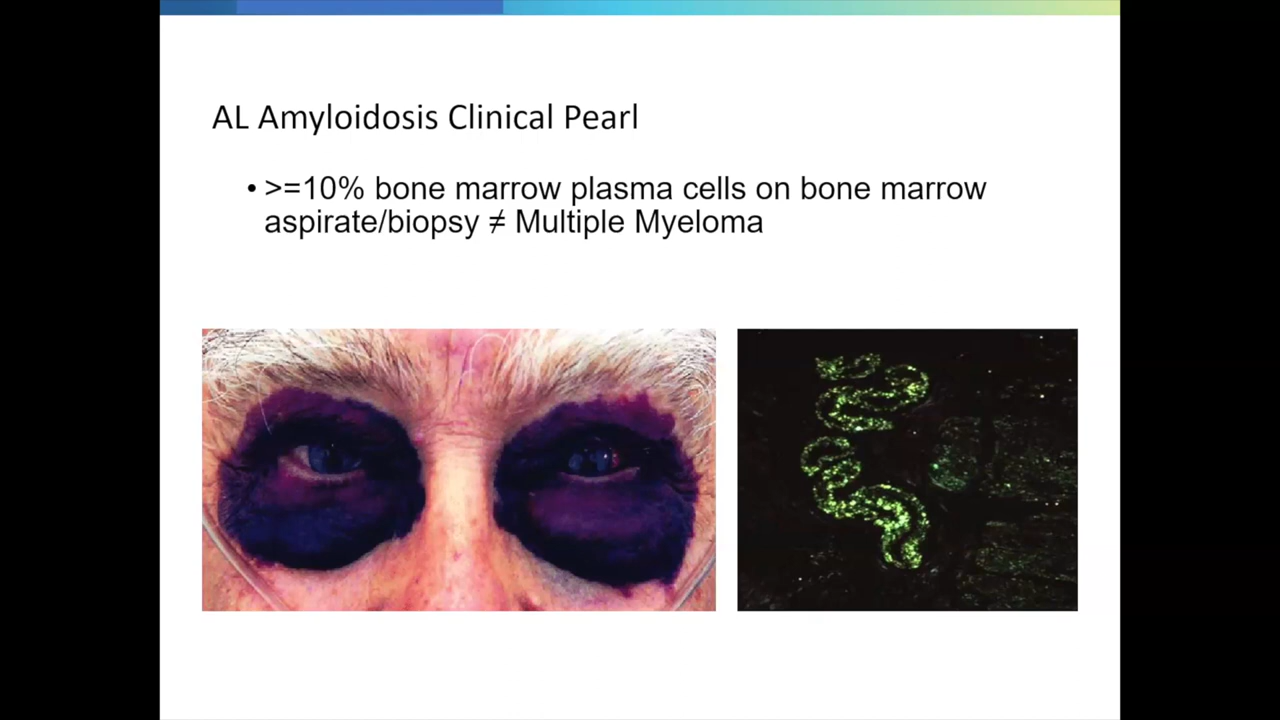 AL Amyloidosis Clinical Pearl
• >=10% bone marrow plasma cells on bone marrow
aspirate/biopsy ≠ Multiple Myeloma